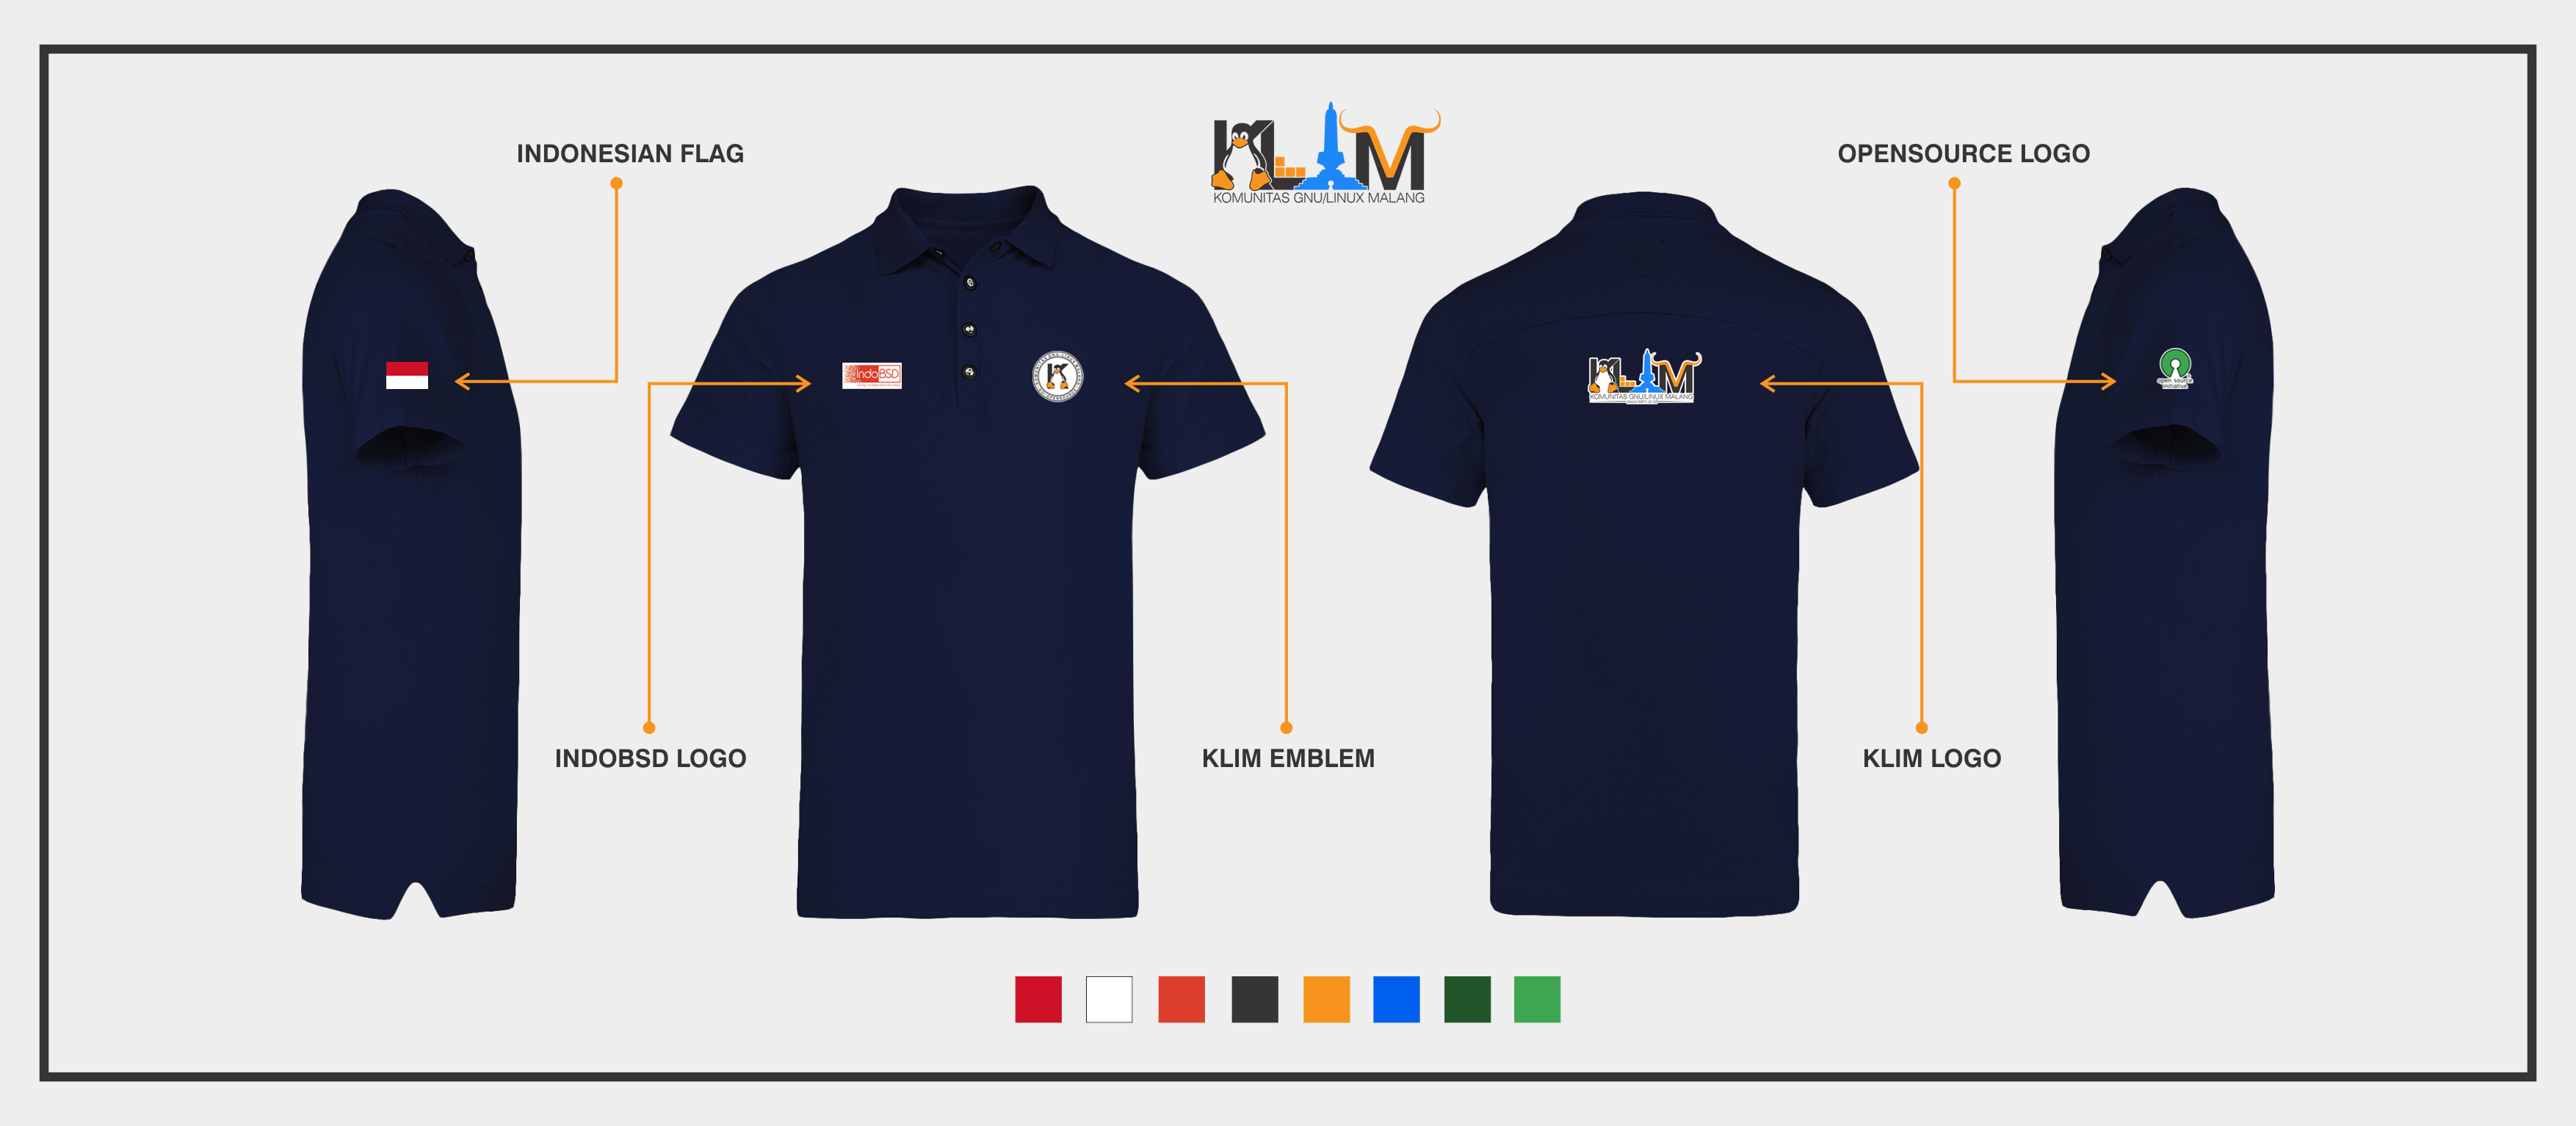 KLIM
KOMUNITAS GNU/LINUX MALANG
INDONESIAN FLAG
OPENSOURCE LOGO
IndoBSD
K
KLIM
KOMUNITAS GNU/LINUX MALANG
open source
initiative
INDOBSD LOGO
KLIM EMBLEM
KLIM LOGO